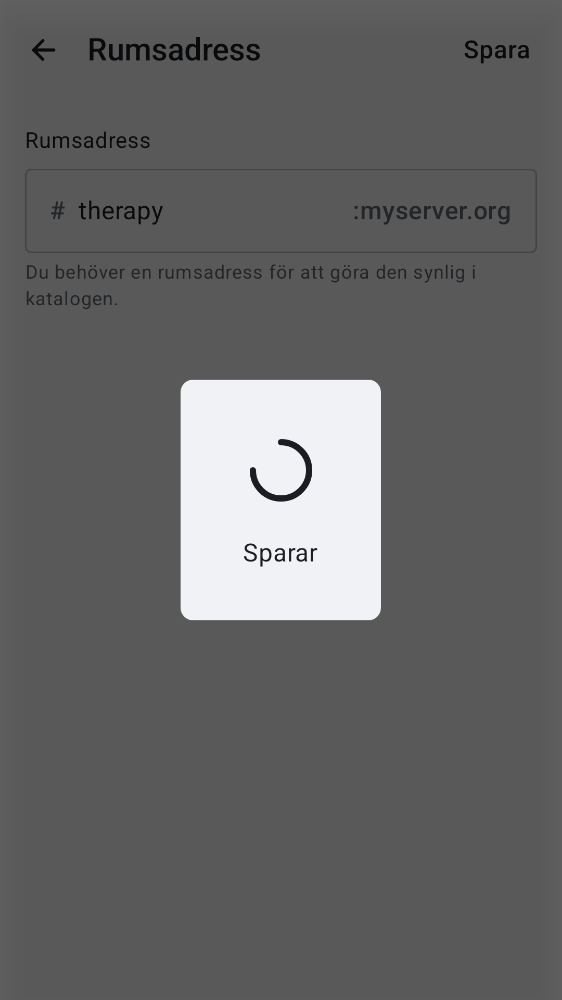 Rumsadress
Spara
Rumsadress
# therapy :myserver.org
Du behöver en rumsadress för att göra den synlig i
katalogen.
Sparar